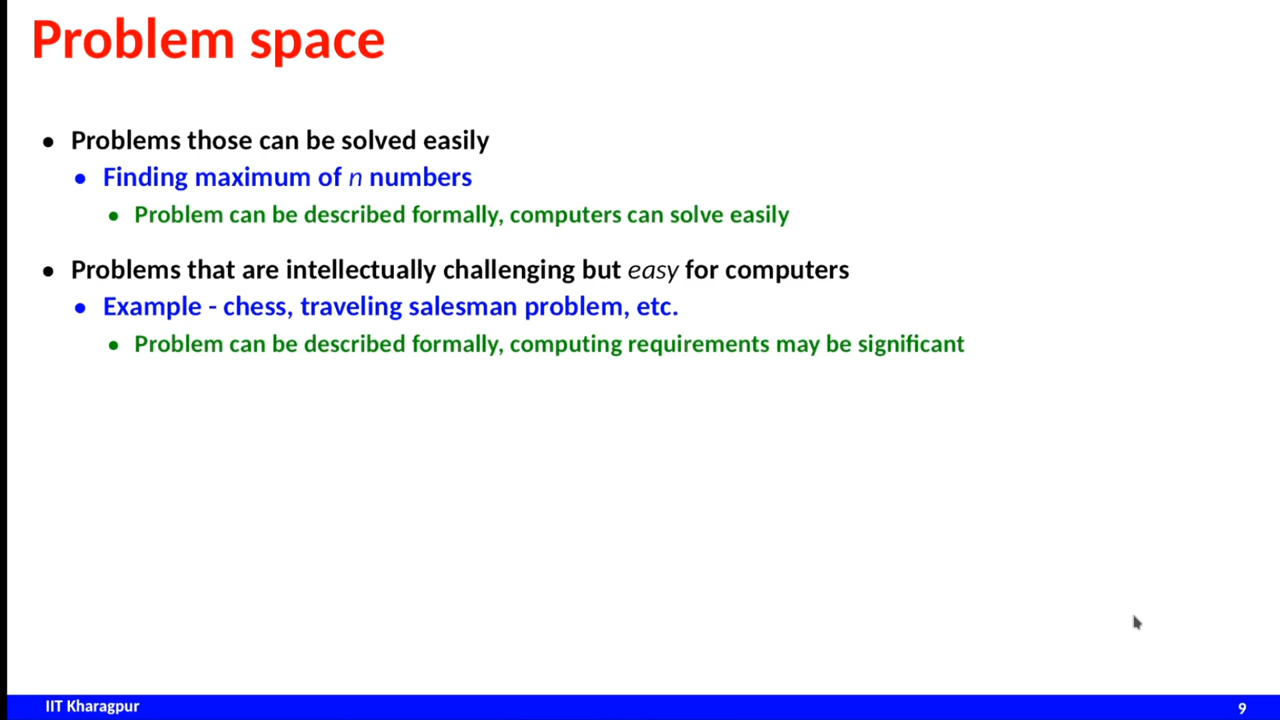 Problem space
• Problems those can be solved easily
• Finding maximum of n numbers
• Problem can be described formally, computers can solve easily
• Problems that are intellectually challenging but easy for computers
• Example - chess, traveling salesman problem, etc.
• Problem can be described formally, computing requirements may be significant
IIT Kharagpur
9